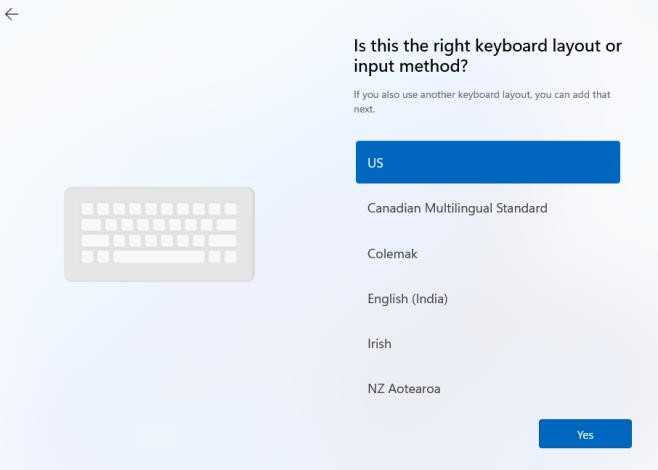 Is this the right keyboard layout or
input method?
If you also use another keyboard layout, you can add that
next.
US
Canadian Multilingual Standard
Colemak
English (India)
Irish
NZ Aotearoa
Yes